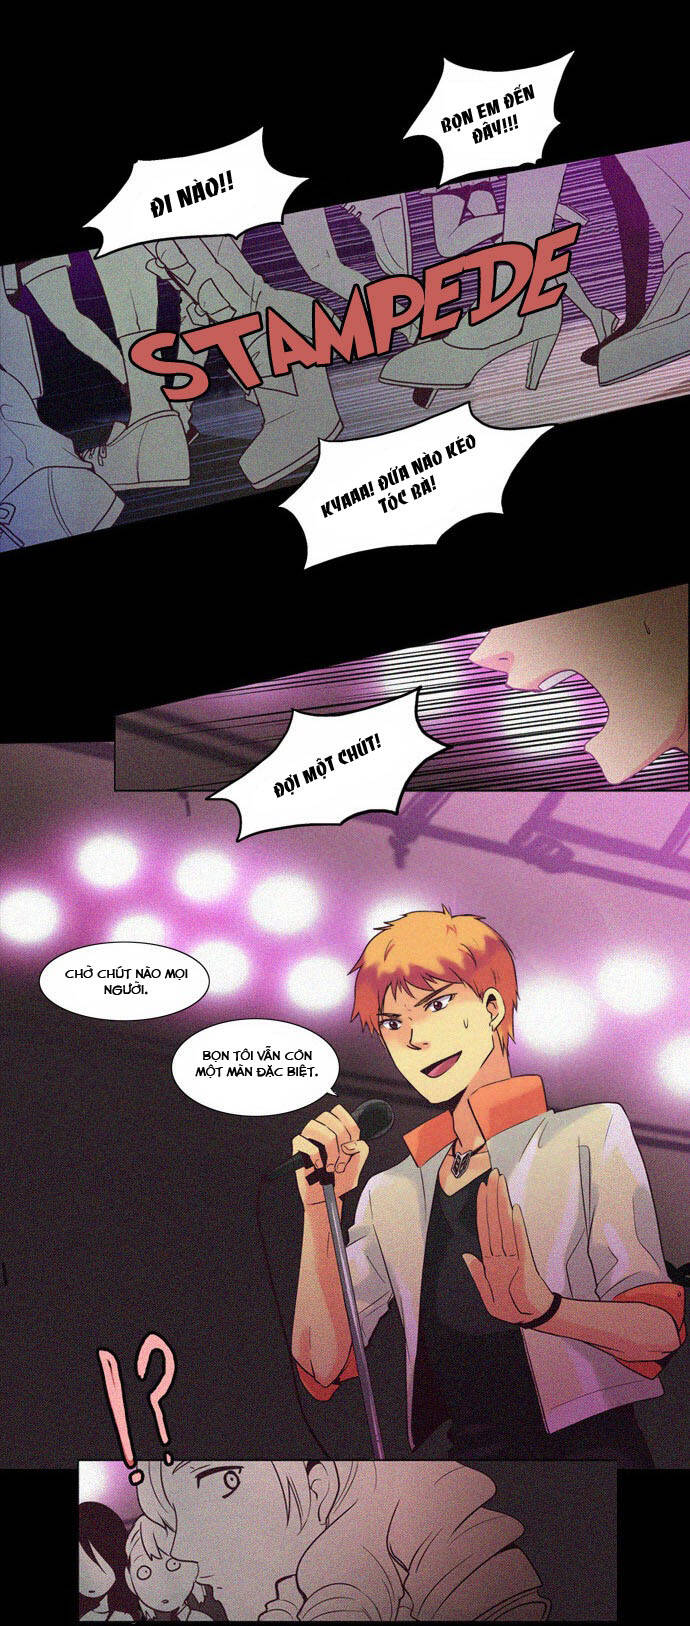 BỌN EM ĐẾN
ĐÂY!!!
ĐI NÀO!!
STAMPEDE
KYAAA! ĐỨA NÀO KÉO
TÓC BÀ!
ĐỢI MỘT CHÚT!
CHỜ CHÚT NÀO MỌI
NGƯỜI.
BỌN TÔI VẪN CÒN
MỘT MÀN ĐẶC BIỆT.
!?